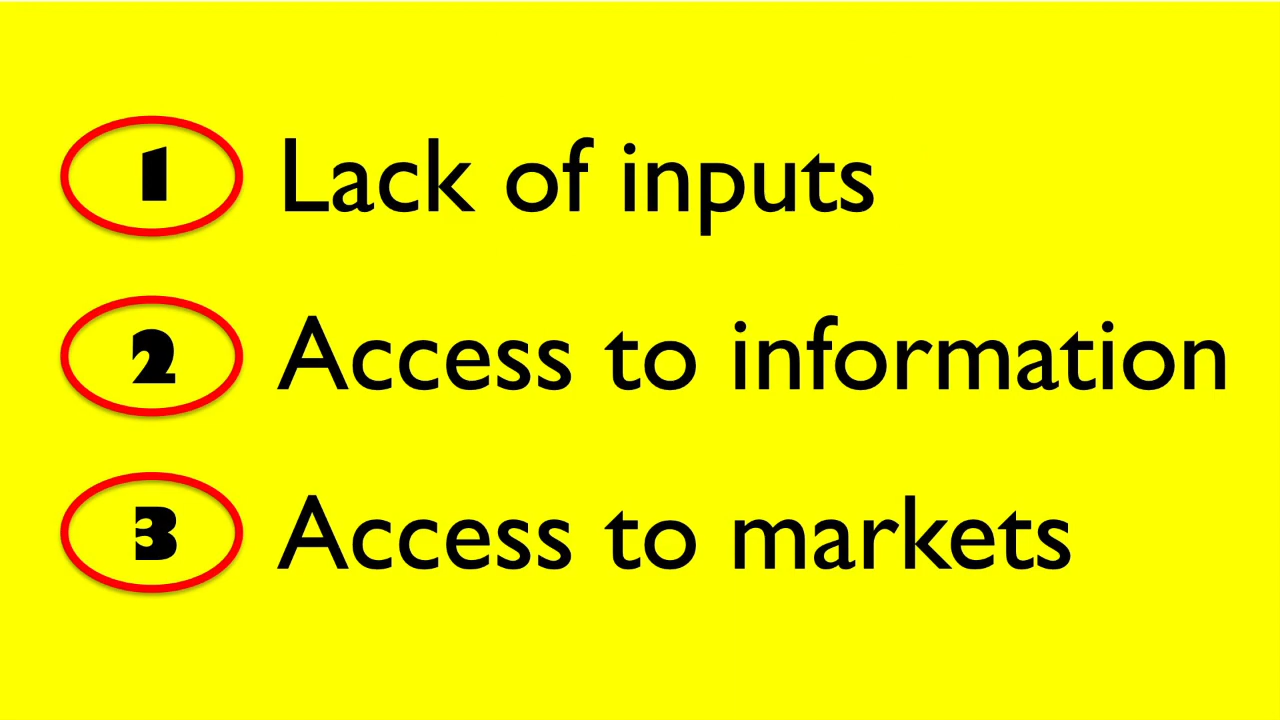 1 Lack of inputs
2 Access to information
3 Access to markets